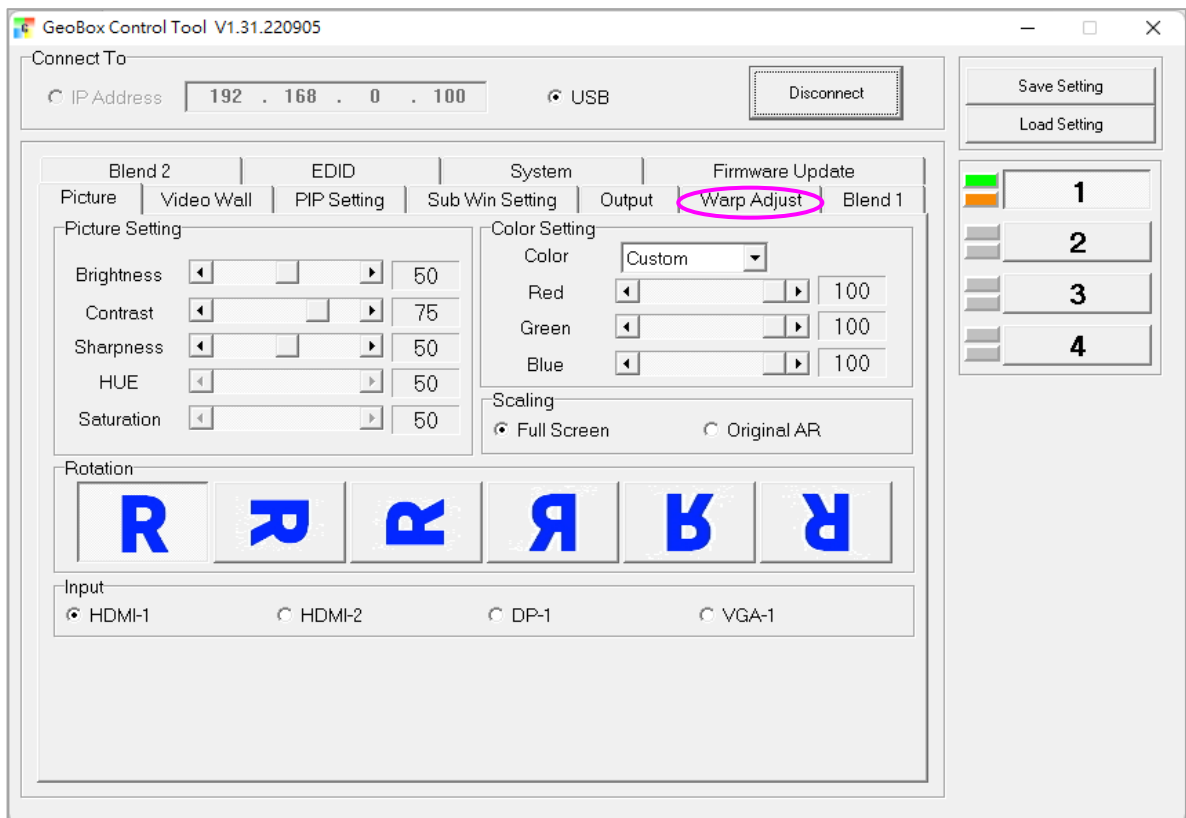 GeoBox Control Tool V1.31.220905
Connect To
IP Address 192 . 168 . 0 . 100 USB Disconnect
Save Setting
Load Setting
Blend 2 EDID System Firmware Update
Picture Video Wall PIP Setting Sub Win Setting Output Warp Adjust Blend 1
Picture Setting
Brightness 50
Contrast 75
Sharpness 50
HUE 50
Saturation 50
Color Setting
Color Custom
Red 100
Green 100
Blue 100
Scaling
Full Screen Original AR
Rotation
R R R R R R
Input
HDMI-1 HDMI-2 DP-1 VGA-1
1
2
3
4